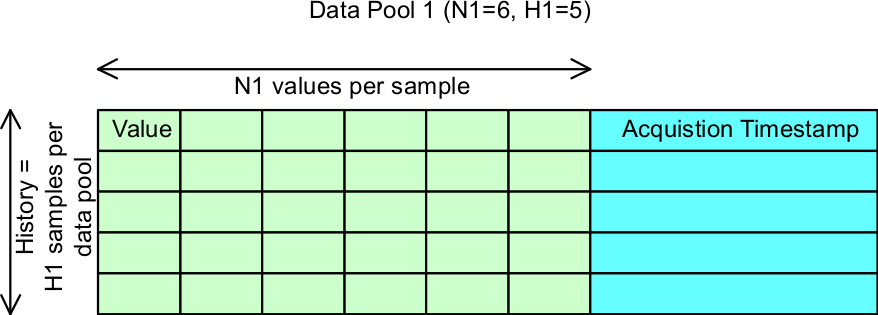 Data Pool 1 (N1=6, H1=5)
N1 values per sample
Value
Acquistion Timestamp
History =
H1 samples per
data pool